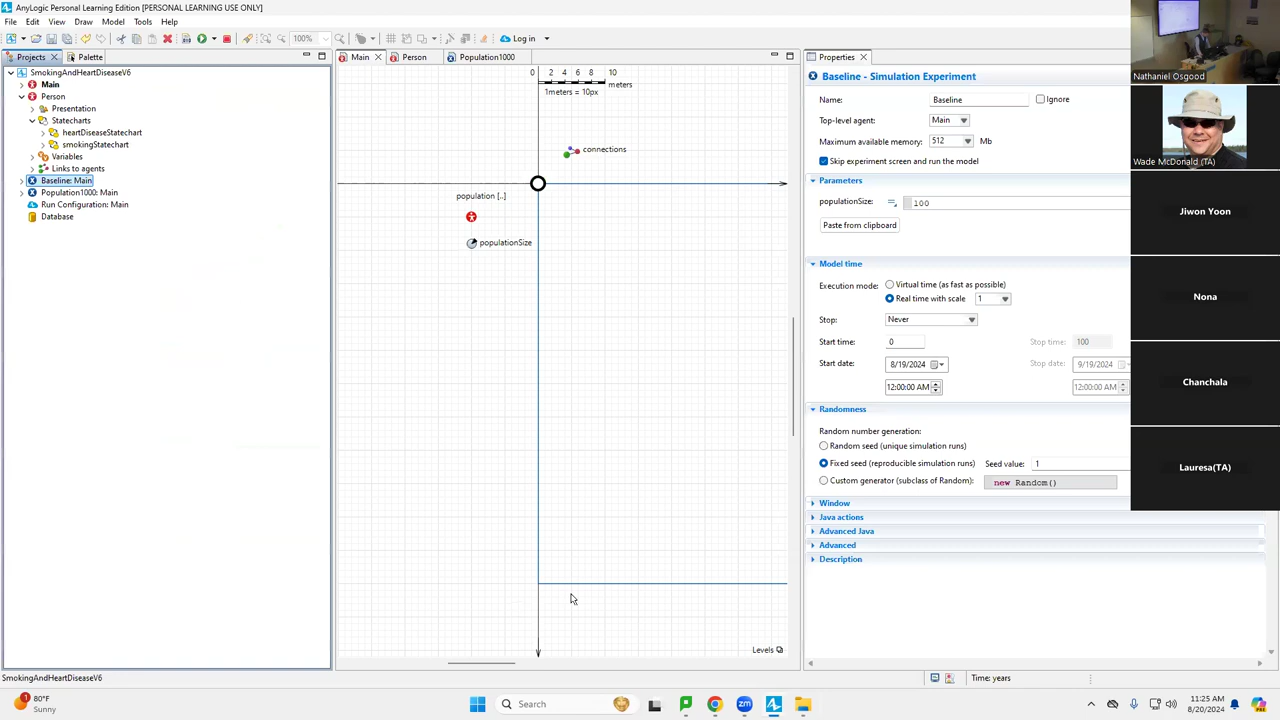 AnyLogic Personal Learning Edition [PERSONAL LEARNING USE ONLY]
File Edit View Draw Model Tools Help
100% Log in
Projects Palette
Main Person Population1000
Properties
SmokingAndHeartDiseaseV6
Main
Person
Presentation
Statecharts
heartDiseaseStatechart
smokingStatechart
Variables
Links to agents
Baseline: Main
Population1000: Main
Run Configuration: Main
Database
0 2 4 6 8 10
meters
1meters = 10px
connections
population [..]
populationSize
Levels
Baseline - Simulation Experiment
Name: Baseline Ignore
Top-level agent: Main
Maximum available memory: 512 Mb
Skip experiment screen and run the model
Parameters
populationSize: 100
Paste from clipboard
Model time
Execution mode: Virtual time (as fast as possible)
Real time with scale 1
Stop: Never
Start time: 0 Stop time: 100
Start date: 8/19/2024 Stop date: 9/19/2024
12:00:00 AM 12:00:00 AM
Randomness
Random number generation:
Random seed (unique simulation runs)
Fixed seed (reproducible simulation runs) Seed value: 1
Custom generator (subclass of Random): new Random()
Window
Java actions
Advanced Java
Advanced
Description
Nathaniel Osgood
Wade McDonald (TA)
Jiwon Yoon
Nona
Chanchala
Lauresa(TA)
SmokingAndHeartDiseaseV6
Time: years
1
80°F
Sunny
Search
zm
11:25 AM
8/20/2024